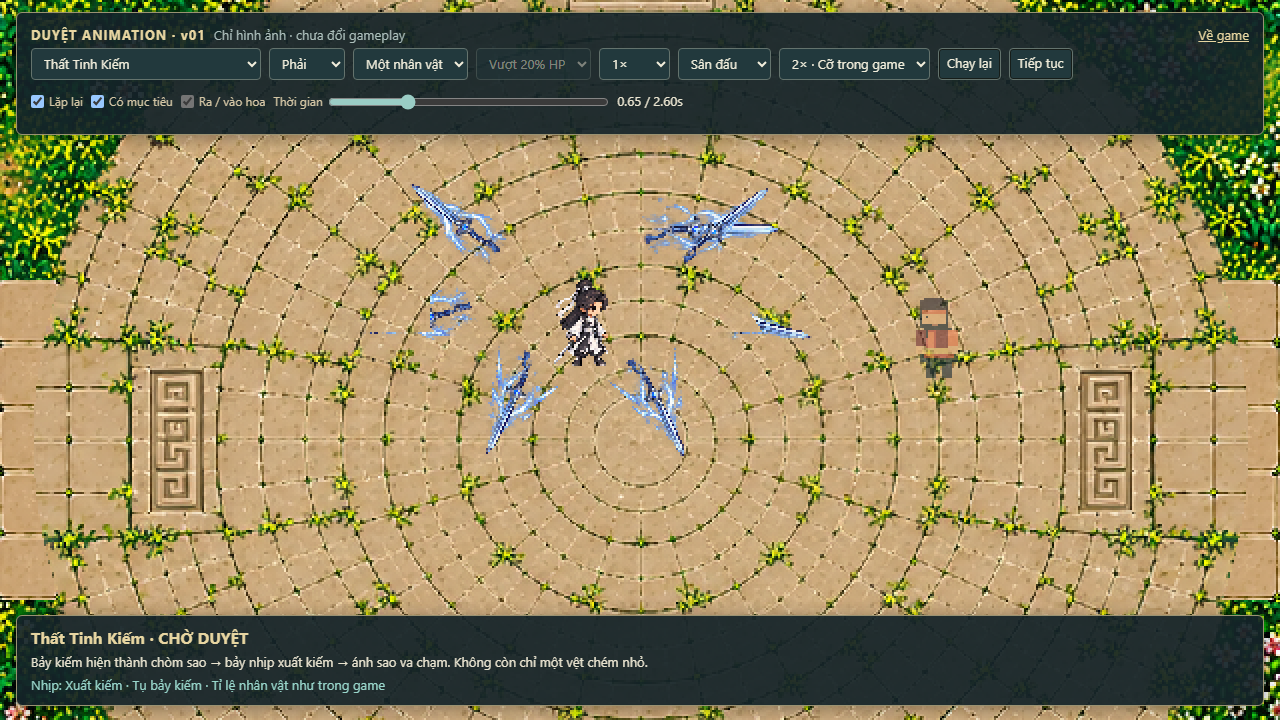 DUYỆT ANIMATION · v01 Chỉ hình ảnh · chưa đổi gameplay Về game
Thất Tinh Kiếm Phải Một nhân vật Vượt 20% HP 1× Sân đấu 2× · Cỡ trong game Chạy lại Tiếp tục
Lặp lại Có mục tiêu Ra / vào hoa Thời gian 0.65 / 2.60s
Thất Tinh Kiếm · CHỜ DUYỆT
Bảy kiếm hiện thành chòm sao → bảy nhịp xuất kiếm → ánh sao va chạm. Không còn chỉ một vệt chém nhỏ.
Nhịp: Xuất kiếm · Tụ bảy kiếm · Tỉ lệ nhân vật như trong game